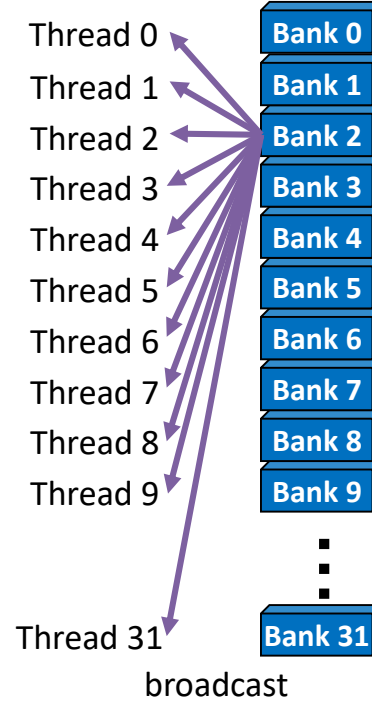 Thread 0 Bank 0
Thread 1 Bank 1
Thread 2 Bank 2
Thread 3 Bank 3
Thread 4 Bank 4
Thread 5 Bank 5
Thread 6 Bank 6
Thread 7 Bank 7
Thread 8 Bank 8
Thread 9 Bank 9
Thread 31 Bank 31
broadcast